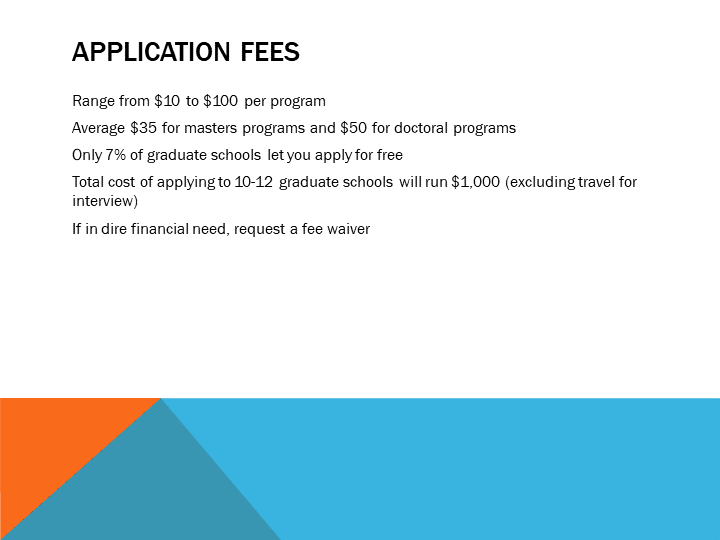 APPLICATION FEES
Range from $10 to $100 per program
Average $35 for masters programs and $50 for doctoral programs
Only 7% of graduate schools let you apply for free
Total cost of applying to 10-12 graduate schools will run $1,000 (excluding travel for
interview)
If in dire financial need, request a fee waiver